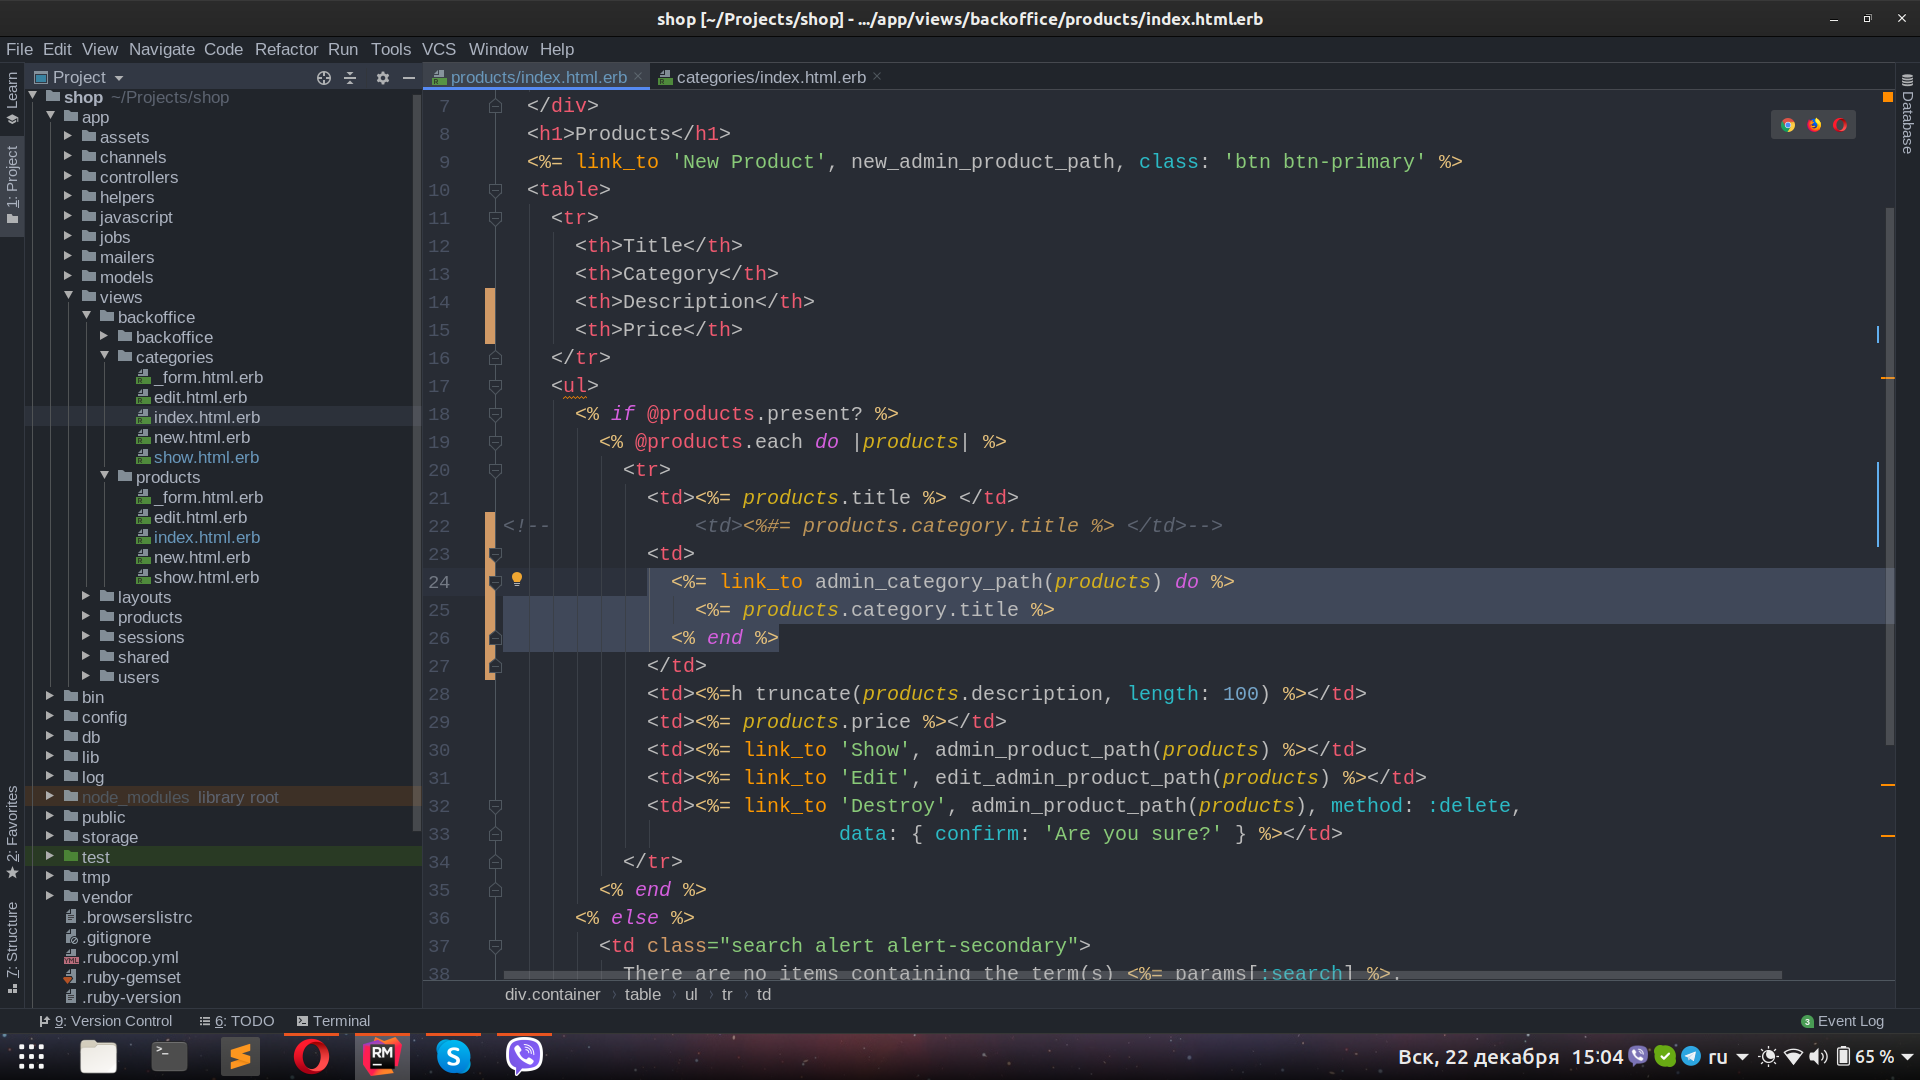 shop [~/Projects/shop] - .../app/views/backoffice/products/index.html.erb
File Edit View Navigate Code Refactor Run Tools VCS Window Help
Learn
1: Project
2: Favorites
7: Structure
Project
shop ~/Projects/shop
app
assets
channels
controllers
helpers
javascript
jobs
mailers
models
views
backoffice
backoffice
categories
_form.html.erb
edit.html.erb
index.html.erb
new.html.erb
show.html.erb
products
_form.html.erb
edit.html.erb
index.html.erb
new.html.erb
show.html.erb
layouts
products
sessions
shared
users
bin
config
db
lib
log
node_modules library root
public
storage
test
tmp
vendor
.browserslistrc
.gitignore
.rubocop.yml
.ruby-gemset
.ruby-version
products/index.html.erb × categories/index.html.erb ×
7 </div>
8 <h1>Products</h1>
9 <%= link_to 'New Product', new_admin_product_path, class: 'btn btn-primary' %>
10 <table>
11 <tr>
12 <th>Title</th>
13 <th>Category</th>
14 <th>Description</th>
15 <th>Price</th>
16 </tr>
17 <ul>
18 <% if @products.present? %>
19 <% @products.each do |products| %>
20 <tr>
21 <td><%= products.title %> </td>
22 <!-- <td><%#= products.category.title %> </td>-->
23 <td>
24 <%= link_to admin_category_path(products) do %>
25 <%= products.category.title %>
26 <% end %>
27 </td>
28 <td><%=h truncate(products.description, length: 100) %></td>
29 <td><%= products.price %></td>
30 <td><%= link_to 'Show', admin_product_path(products) %></td>
31 <td><%= link_to 'Edit', edit_admin_product_path(products) %></td>
32 <td><%= link_to 'Destroy', admin_product_path(products), method: :delete,
33 data: { confirm: 'Are you sure?' } %></td>
34 </tr>
35 <% end %>
36 <% else %>
37 <td class="search alert alert-secondary">
38 There are no items containing the term(s) <%= params[:search] %>.
div.container › table › ul › tr › td
Database
9: Version Control 6: TODO Terminal
3 Event Log
>_ RM S
Вск, 22 декабря 15:04 ru 65 %